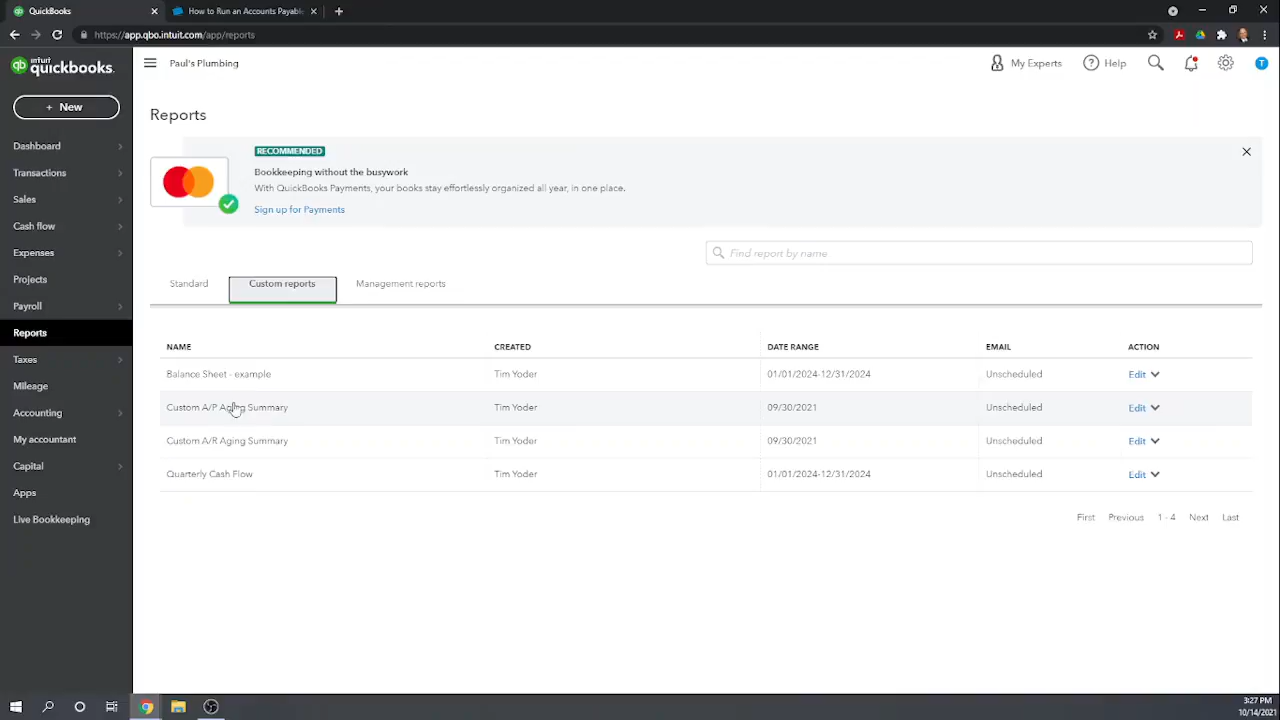 QuickBooks
How to Run an Accounts Payabl
https://app.qbo.intuit.com/app/reports
intuit quickbooks.
Paul's Plumbing
My Experts
Help
T
+ New
Reports
Dashboard
Transactions
Sales
Cash flow
Expenses
Projects
Payroll
Reports
Taxes
Mileage
Accounting
My accountant
Capital
Apps
Live Bookkeeping
RECOMMENDED
Bookkeeping without the busywork
With QuickBooks Payments, your books stay effortlessly organized all year, in one place.
Sign up for Payments
Find report by name
Standard Custom reports Management reports
NAME CREATED DATE RANGE EMAIL ACTION
Balance Sheet - example Tim Yoder 01/01/2024-12/31/2024 Unscheduled Edit
Custom A/P Aging Summary Tim Yoder 09/30/2021 Unscheduled Edit
Custom A/R Aging Summary Tim Yoder 09/30/2021 Unscheduled Edit
Quarterly Cash Flow Tim Yoder 01/01/2024-12/31/2024 Unscheduled Edit
First Previous 1 - 4 Next Last
3:27 PM
10/14/2021